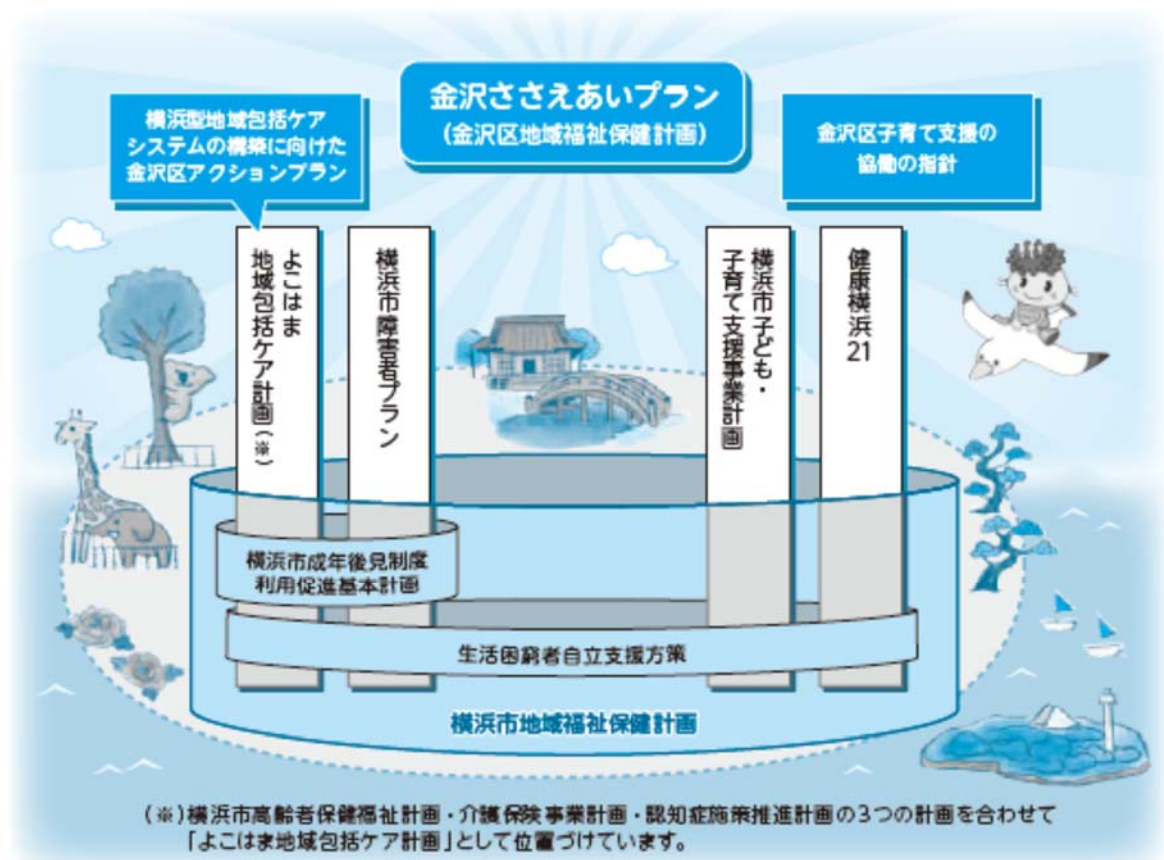 金沢ささえあいプラン
(金沢区地域福祉保健計画)
横浜型地域包括ケア
システムの構築に向けた
金沢区アクションプラン
金沢区子育て支援の
協働の指針
よこはま
地域包括ケア計画(※)
横浜市障害者プラン
横浜市子ども・
子育て支援事業計画
健康横浜21
横浜市成年後見制度
利用促進基本計画
生活困窮者自立支援方策
横浜市地域福祉保健計画
(※)横浜市高齢者保健福祉計画・介護保険事業計画・認知症施策推進計画の3つの計画を合わせて
「よこはま地域包括ケア計画」として位置づけています。